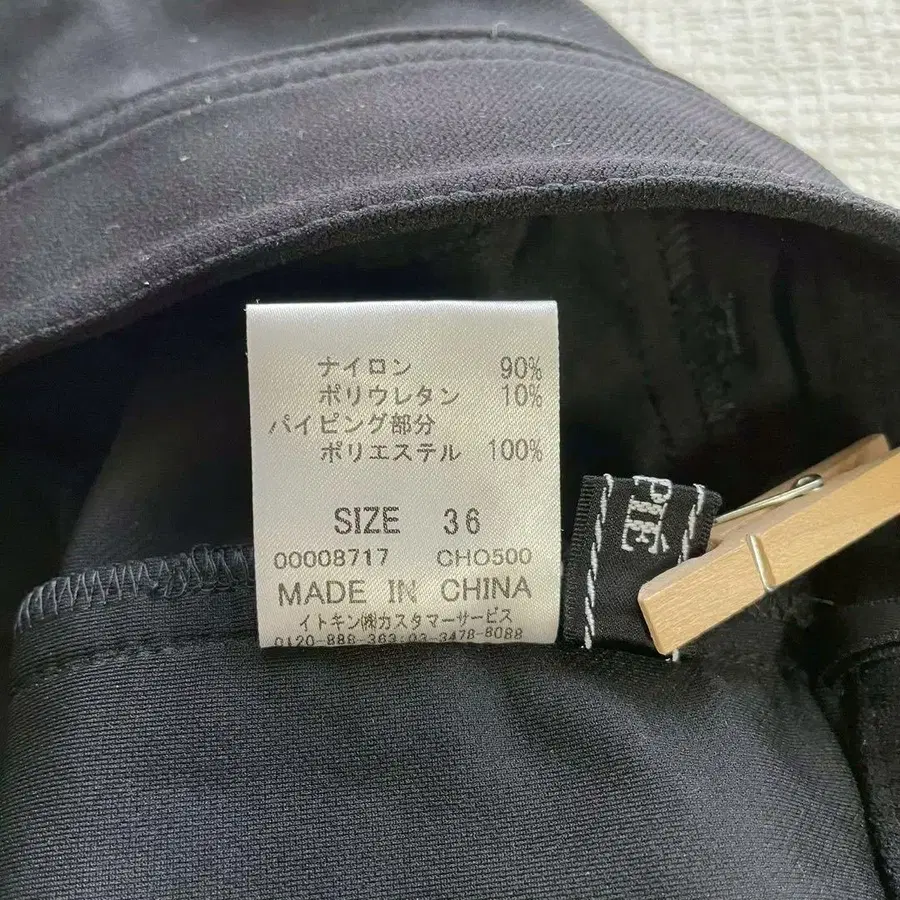 ナイロン 90%
ポリウレタン 10%
パイピング部分
ポリエステル 100%
SIZE 36
00008717 CHO500
MADE IN CHINA
イトキン㈱カスタマーサービス
0120-888-363:03-3478-8088
PIÉ